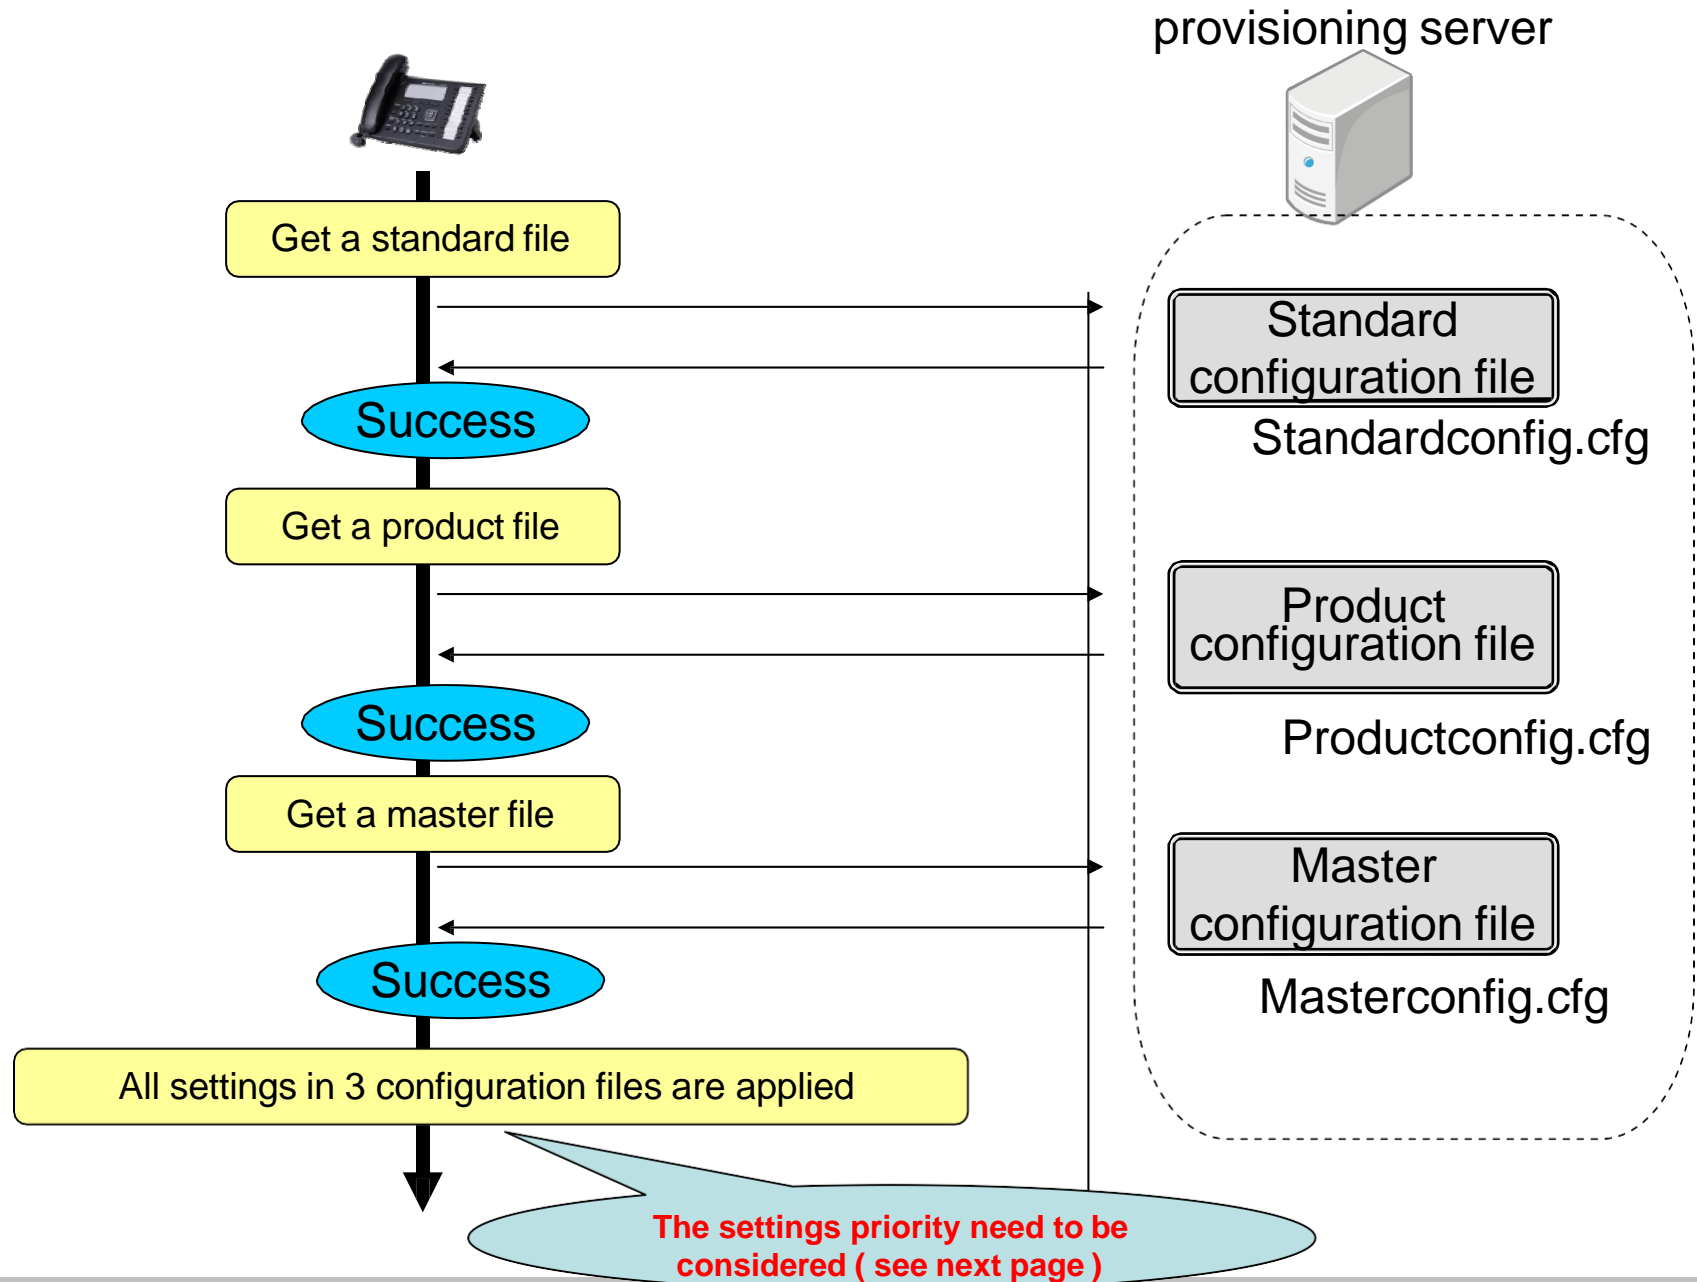 provisioning server
Get a standard file
Standard
configuration file
Standardconfig.cfg
Success
Get a product file
Product
configuration file
Productconfig.cfg
Success
Get a master file
Master
configuration file
Masterconfig.cfg
Success
All settings in 3 configuration files are applied
The settings priority need to be
considered ( see next page )